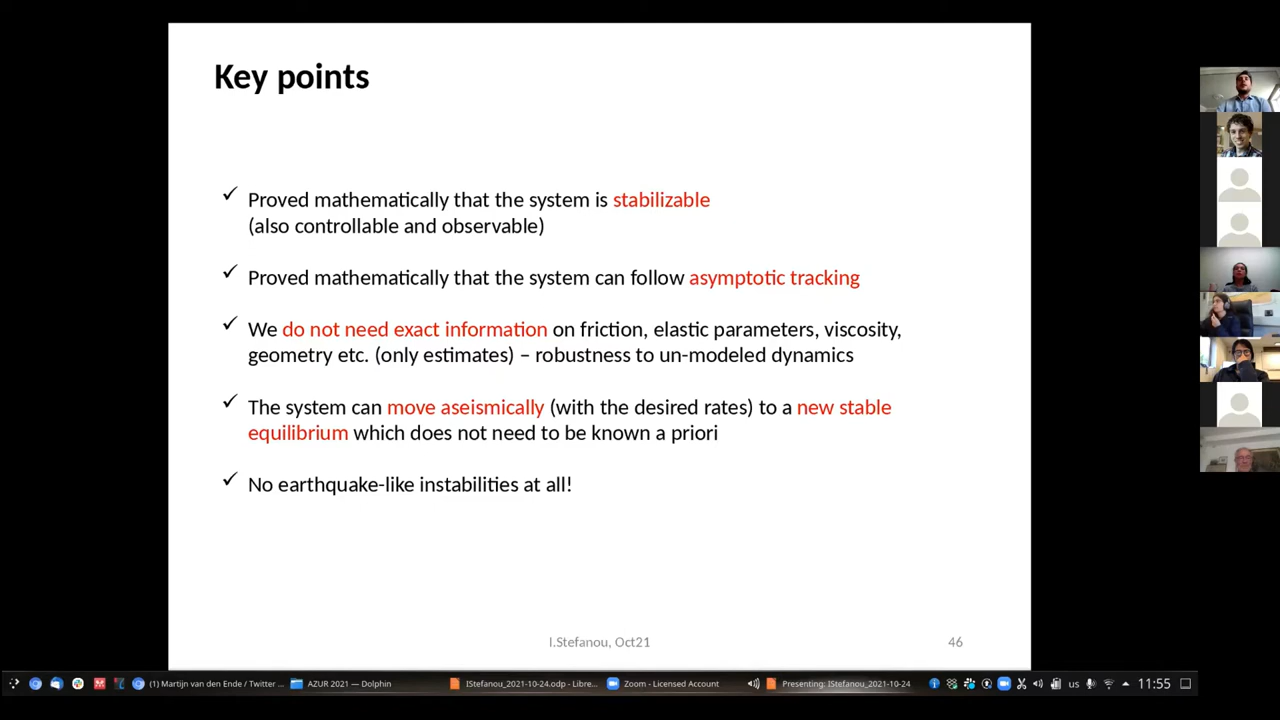 Key points
✓ Proved mathematically that the system is stabilizable
(also controllable and observable)
✓ Proved mathematically that the system can follow asymptotic tracking
✓ We do not need exact information on friction, elastic parameters, viscosity,
geometry etc. (only estimates) – robustness to un-modeled dynamics
✓ The system can move aseismically (with the desired rates) to a new stable
equilibrium which does not need to be known a priori
✓ No earthquake-like instabilities at all!
I.Stefanou, Oct21
46
(1) Martijn van den Ende / Twitter ...
AZUR 2021 — Dolphin
IStefanou_2021-10-24.odp - Libre...
Zoom - Licensed Account
Presenting: IStefanou_2021-10-24
us
11:55